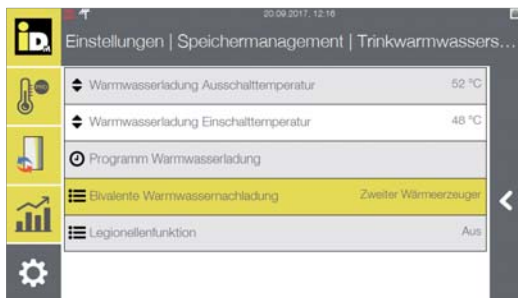 20.09.2017, 12:16
iD
Einstellungen | Speichermanagement | Trinkwarmwassers...
Warmwasserladung Ausschalttemperatur 52 °C
Warmwasserladung Einschalttemperatur 48 °C
Programm Warmwasserladung
Bivalente Warmwassernachladung Zweiter Wärmeerzeuger
Legionellenfunktion Aus